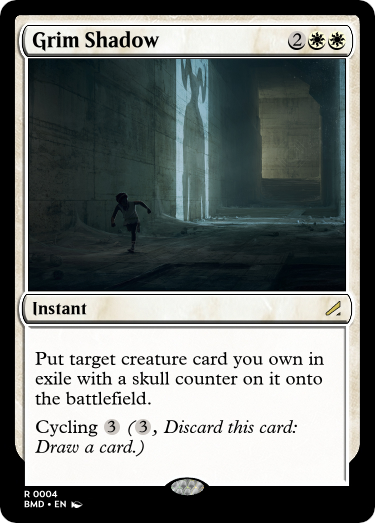 Grim Shadow 2
Instant
Put target creature card you own in
exile with a skull counter on it onto
the battlefield.
Cycling 3 (3, Discard this card:
Draw a card.)
R 0004
BMD • EN